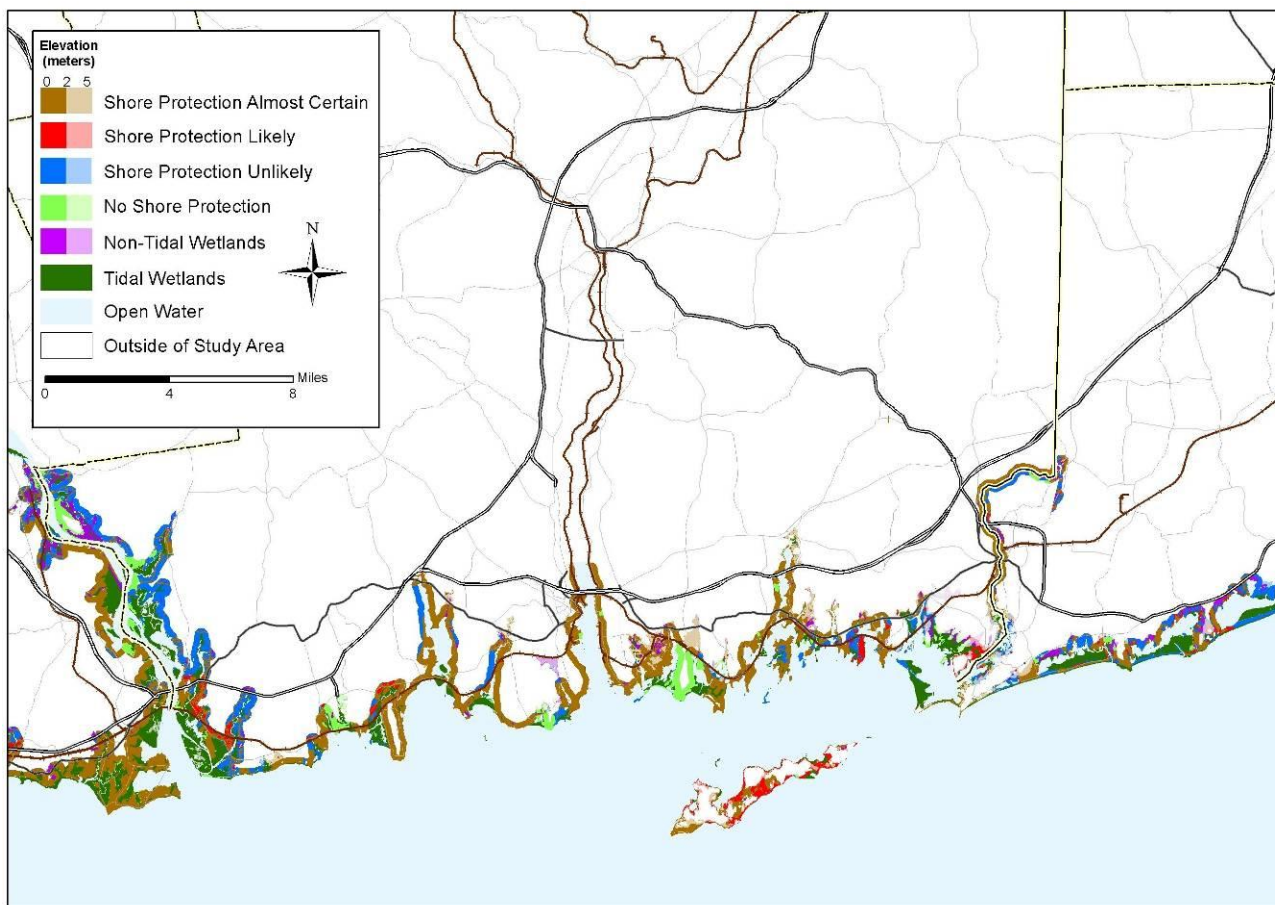 Elevation
(meters)
0 2 5
Shore Protection Almost Certain
Shore Protection Likely
Shore Protection Unlikely
No Shore Protection
Non-Tidal Wetlands
Tidal Wetlands
Open Water
Outside of Study Area
N
Miles
0 4 8